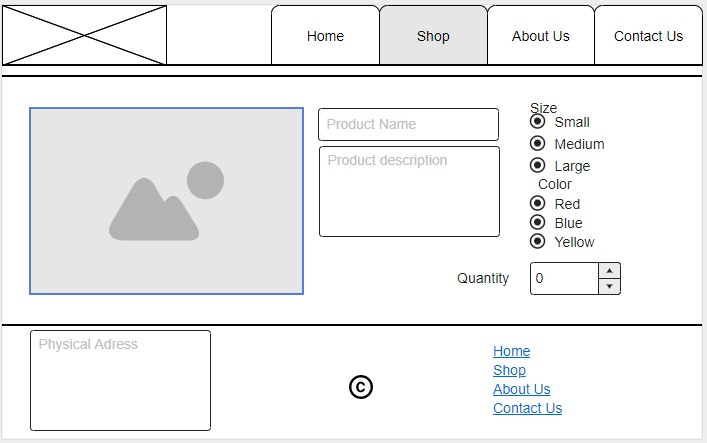 Home
Shop
About Us
Contact Us
Product Name
Product description
Size
Small
Medium
Large
Color
Red
Blue
Yellow
Quantity
0
Physical Adress
©
Home
Shop
About Us
Contact Us